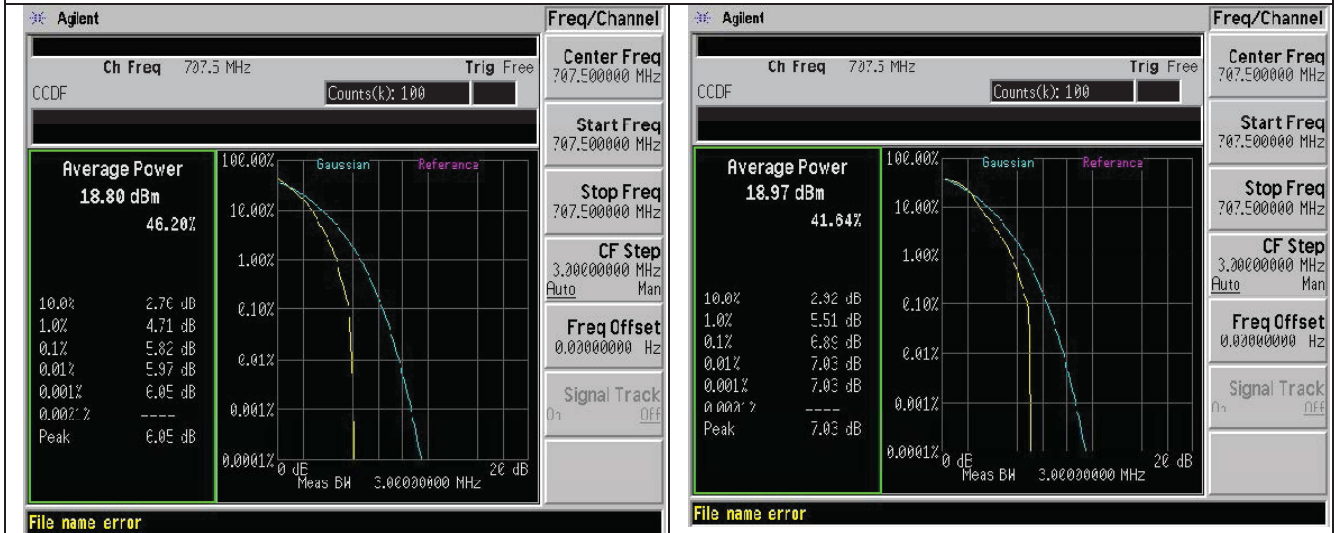 Agilent
Freq/Channel
Ch Freq 707.5 MHz
Trig Free
CCDF
Counts(k): 100
Average Power
18.80 dBm
46.20%
10.0% 2.76 dB
1.0% 4.71 dB
0.1% 5.82 dB
0.01% 5.97 dB
0.001% 6.05 dB
0.0001% ----
Peak 6.05 dB
100.00%
Gaussian
Reference
10.00%
1.00%
0.10%
0.01%
0.001%
0.0001%
0 dB
20 dB
Meas BW 3.00000000 MHz
Center Freq
707.500000 MHz
Start Freq
707.500000 MHz
Stop Freq
707.500000 MHz
CF Step
3.00000000 MHz
Auto Man
Freq Offset
0.00000000 Hz
Signal Track
On Off
File name error
Agilent
Freq/Channel
Ch Freq 707.5 MHz
Trig Free
CCDF
Counts(k): 100
Average Power
18.97 dBm
41.64%
10.0% 2.92 dB
1.0% 5.51 dB
0.1% 6.89 dB
0.01% 7.03 dB
0.001% 7.03 dB
0.0001% ----
Peak 7.03 dB
100.00%
Gaussian
Reference
10.00%
1.00%
0.10%
0.01%
0.001%
0.0001%
0 dB
20 dB
Meas BW 3.00000000 MHz
Center Freq
707.500000 MHz
Start Freq
707.500000 MHz
Stop Freq
707.500000 MHz
CF Step
3.00000000 MHz
Auto Man
Freq Offset
0.00000000 Hz
Signal Track
On Off
File name error